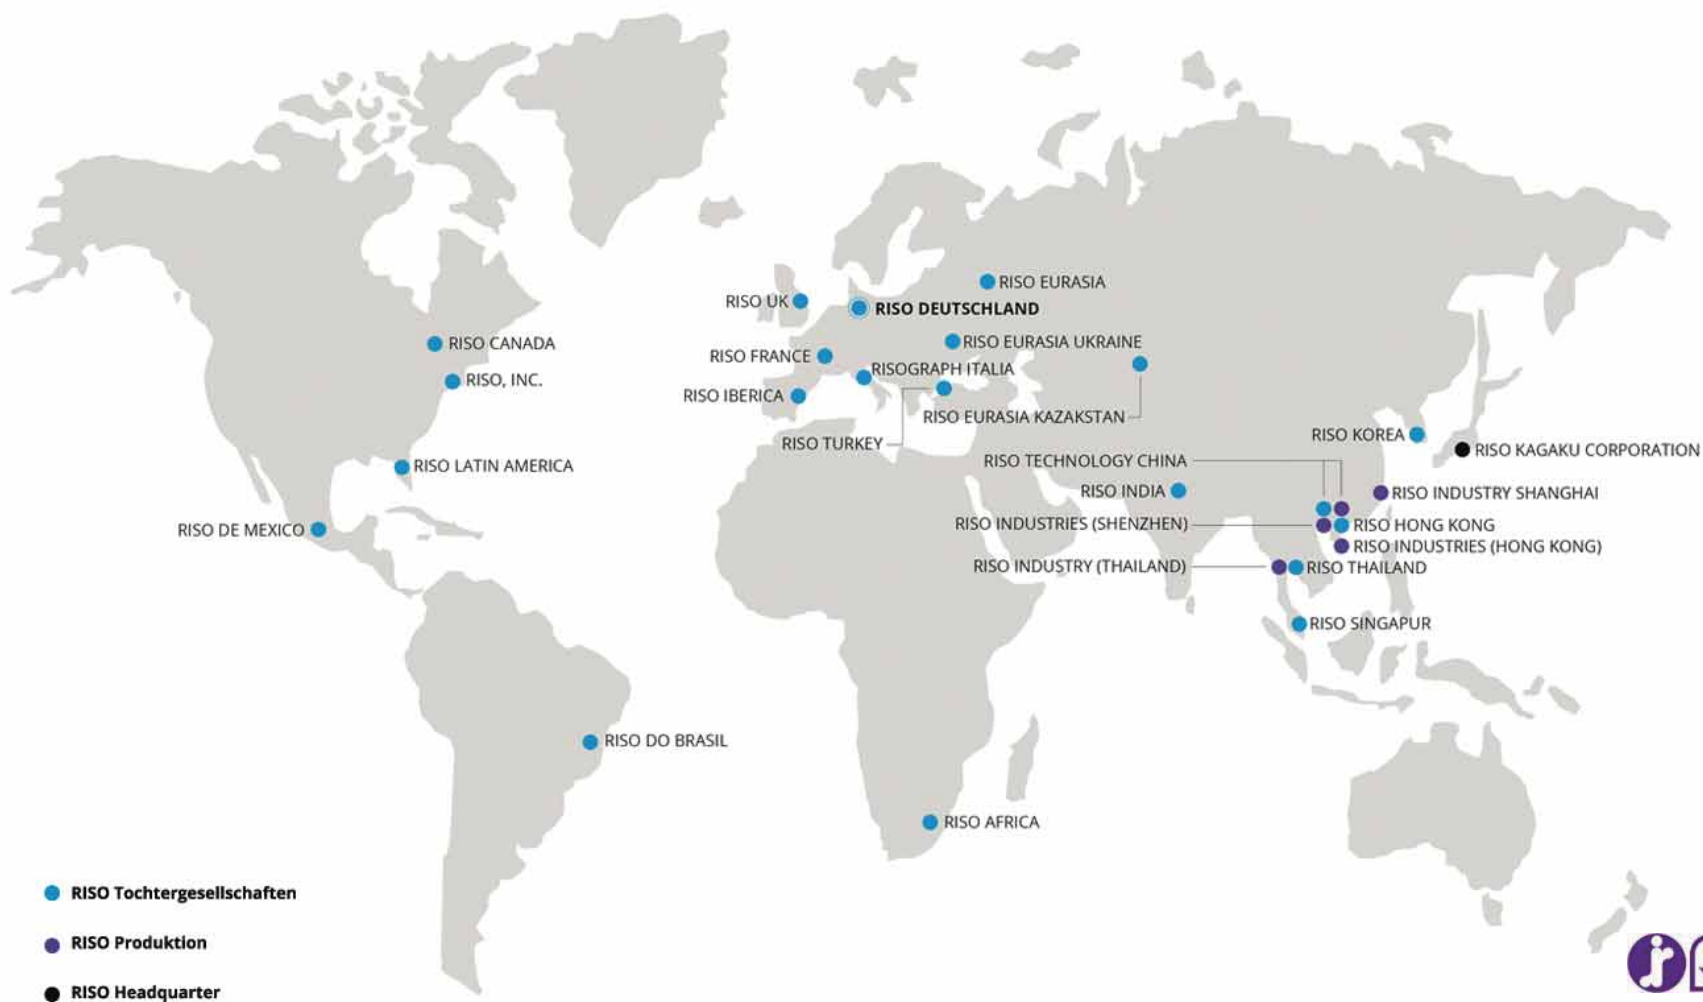 RISO EURASIA
RISO UK
RISO DEUTSCHLAND
RISO EURASIA UKRAINE
RISO CANADA
RISO FRANCE
RISOGRAPH ITALIA
RISO, INC.
RISO IBERICA
RISO EURASIA KAZAKSTAN
RISO TURKEY
RISO KOREA
RISO KAGAKU CORPORATION
RISO TECHNOLOGY CHINA
RISO LATIN AMERICA
RISO INDIA
RISO INDUSTRY SHANGHAI
RISO DE MEXICO
RISO INDUSTRIES (SHENZHEN)
RISO HONG KONG
RISO INDUSTRIES (HONG KONG)
RISO INDUSTRY (THAILAND)
RISO THAILAND
RISO SINGAPUR
RISO DO BRASIL
RISO AFRICA
RISO Tochtergesellschaften
RISO Produktion
RISO Headquarter